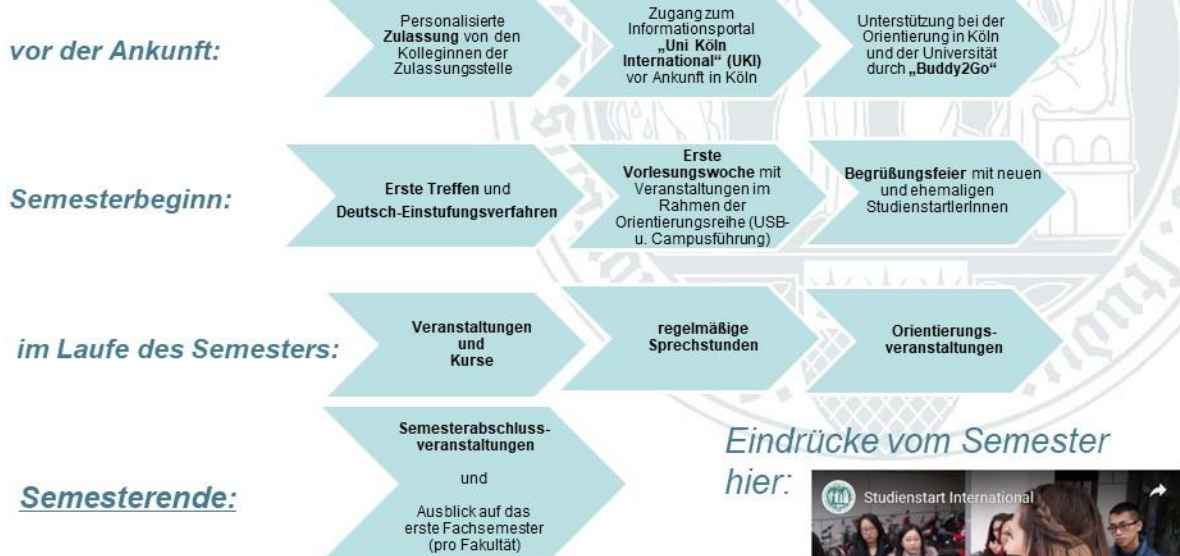 vor der Ankunft:
Personalisierte
Zulassung von den
Kolleginnen der
Zulassungsstelle
Zugang zum
Informationsportal
„Uni Köln
International“ (UKI)
vor Ankunft in Köln
Unterstützung bei der
Orientierung in Köln
und der Universität
durch „Buddy2Go“
Semesterbeginn:
Erste Treffen und
Deutsch-Einstufungsverfahren
Erste
Vorlesungswoche mit
Veranstaltungen im
Rahmen der
Orientierungsreihe (USB-
u. Campusführung)
Begrüßungsfeier mit neuen
und ehemaligen
StudienstartlerInnen
im Laufe des Semesters:
Veranstaltungen
und
Kurse
regelmäßige
Sprechstunden
Orientierungs-
veranstaltungen
Semesterende:
Semesterabschluss-
veranstaltungen
und
Ausblick auf das
erste Fachsemester
(pro Fakultät)
Eindrücke vom Semester
hier:
Studienstart International